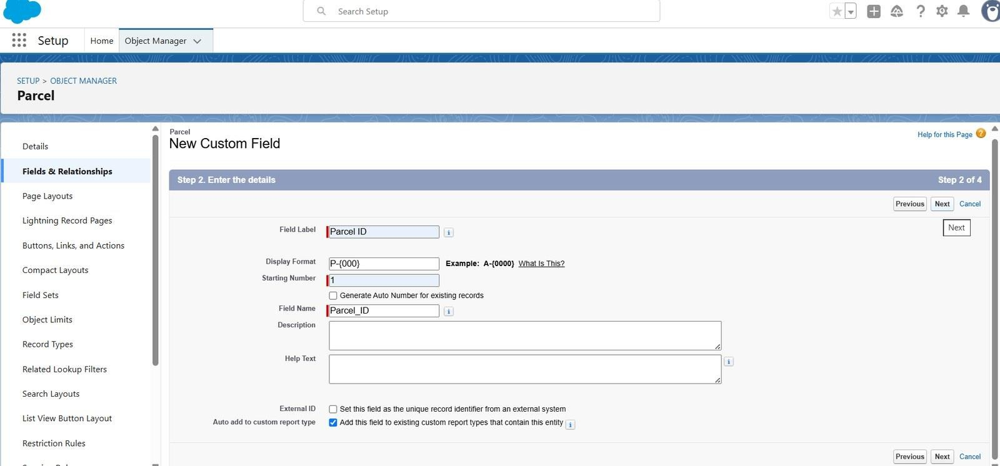 Search Setup
Setup
Home
Object Manager
SETUP > OBJECT MANAGER
Parcel
Details
Fields & Relationships
Page Layouts
Lightning Record Pages
Buttons, Links, and Actions
Compact Layouts
Field Sets
Object Limits
Record Types
Related Lookup Filters
Search Layouts
List View Button Layout
Restriction Rules
Parcel
New Custom Field
Help for this Page
Step 2. Enter the details
Step 2 of 4
Previous Next Cancel
Next
Field Label Parcel ID
Display Format P-{000} Example: A-{0000} What Is This?
Starting Number 1
Generate Auto Number for existing records
Field Name Parcel_ID
Description
Help Text
External ID Set this field as the unique record identifier from an external system
Auto add to custom report type Add this field to existing custom report types that contain this entity
Previous Next Cancel